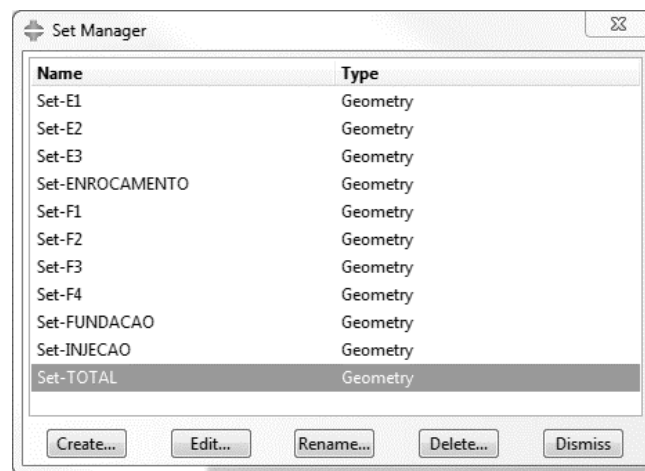 Set Manager
Name Type
Set-E1 Geometry
Set-E2 Geometry
Set-E3 Geometry
Set-ENROCAMENTO Geometry
Set-F1 Geometry
Set-F2 Geometry
Set-F3 Geometry
Set-F4 Geometry
Set-FUNDACAO Geometry
Set-INJECAO Geometry
Set-TOTAL Geometry
Create... Edit... Rename... Delete... Dismiss